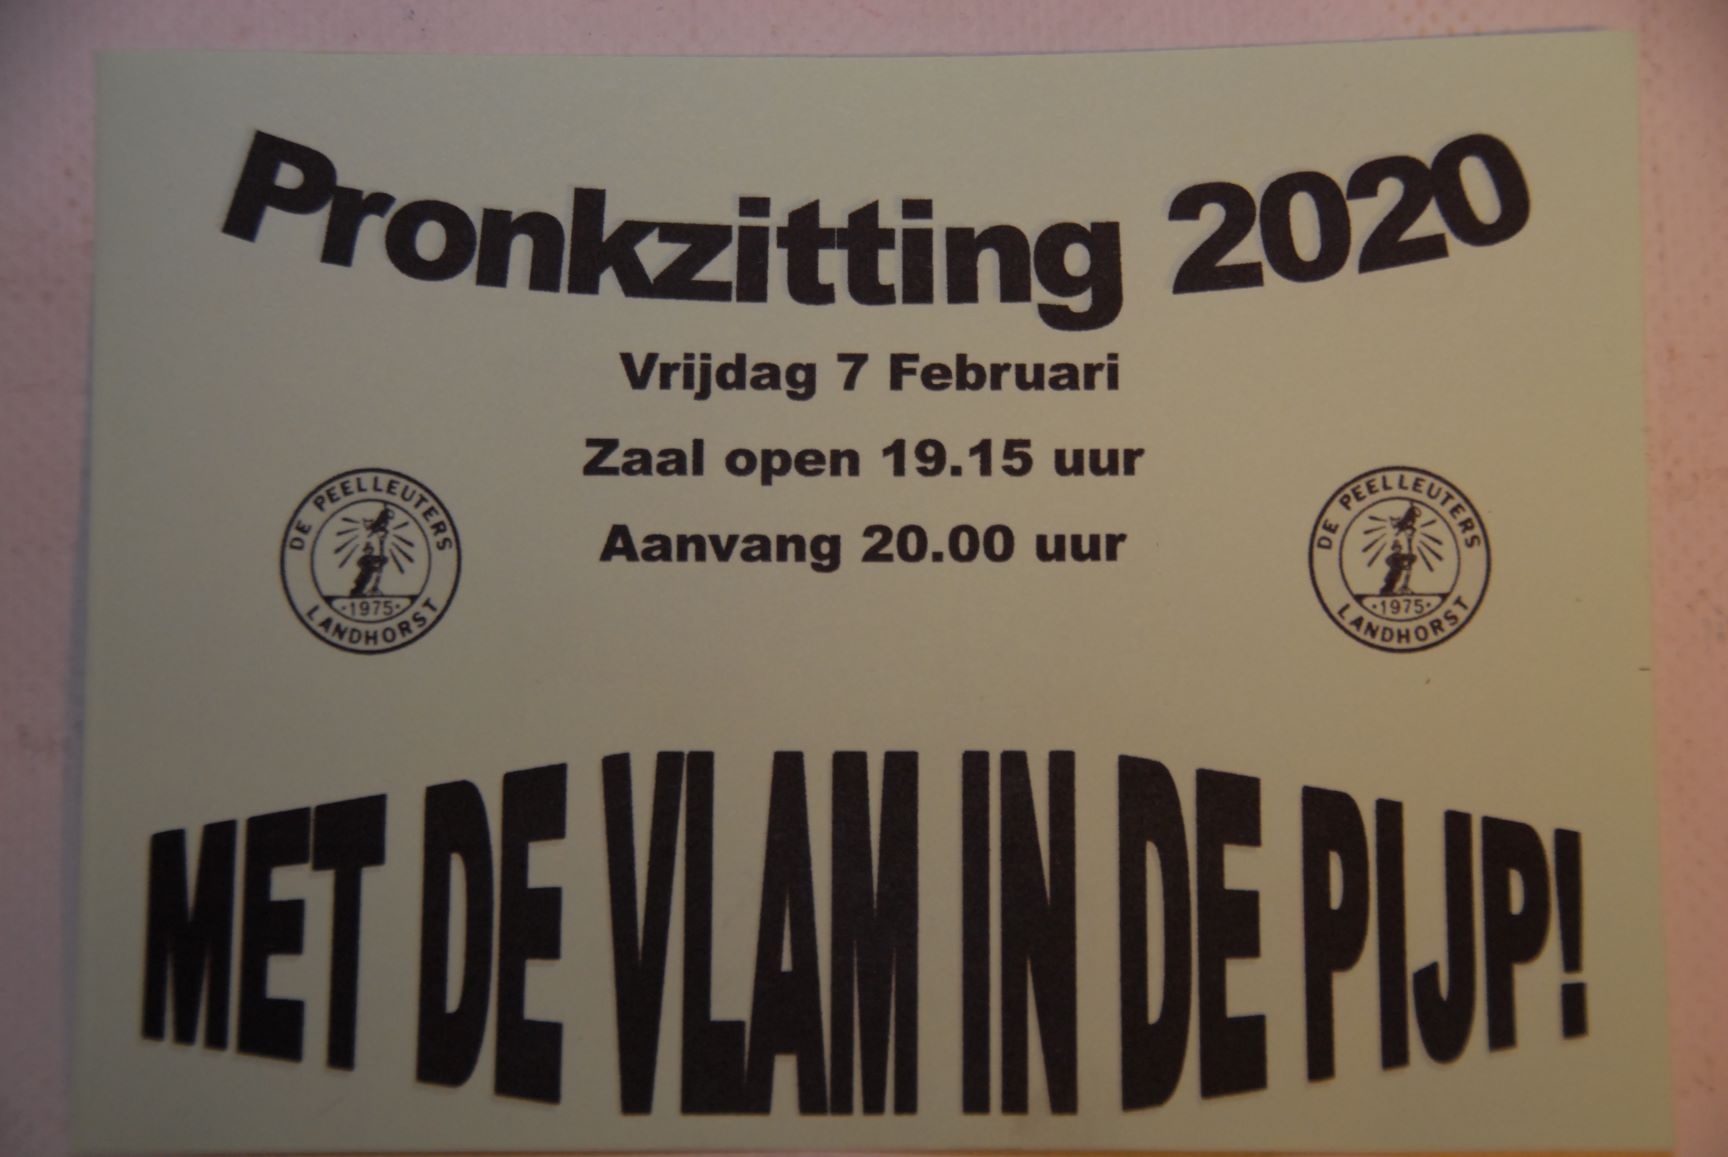 Pronkzitting 2020
Vrijdag 7 Februari
Zaal open 19.15 uur
Aanvang 20.00 uur
DE PEELLEUTERS
·1975·
LANDHORST
DE PEELLEUTERS
·1975·
LANDHORST
MET DE VLAM IN DE PIJP!